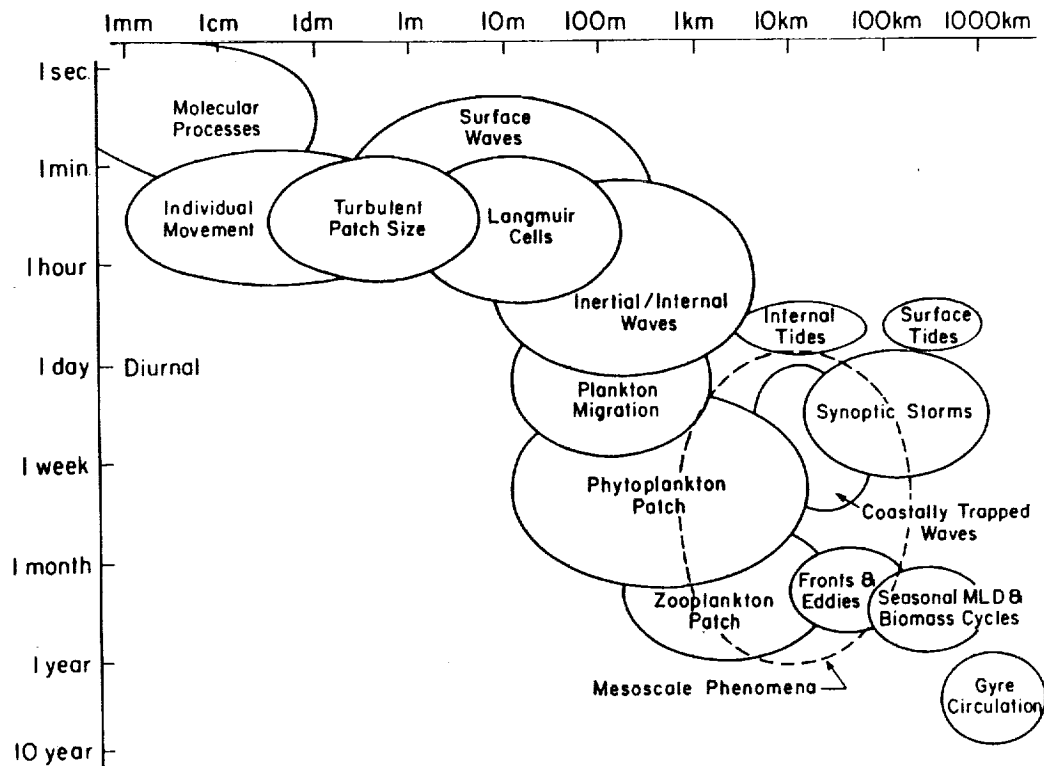 1mm 1cm 1dm 1m 10m 100m 1km 10km 100km 1000km
1 sec.
Molecular
Processes
Surface
Waves
1 min.
Individual
Movement
Turbulent
Patch Size
Langmuir
Cells
1 hour
Inertial/Internal
Waves
Internal
Tides
Surface
Tides
1 day
Diurnal
Plankton
Migration
Synoptic Storms
1 week
Phytoplankton
Patch
Coastally Trapped
Waves
1 month
Zooplankton
Patch
Fronts &
Eddies
Seasonal MLD &
Biomass Cycles
1 year
Mesoscale Phenomena
Gyre
Circulation
10 year